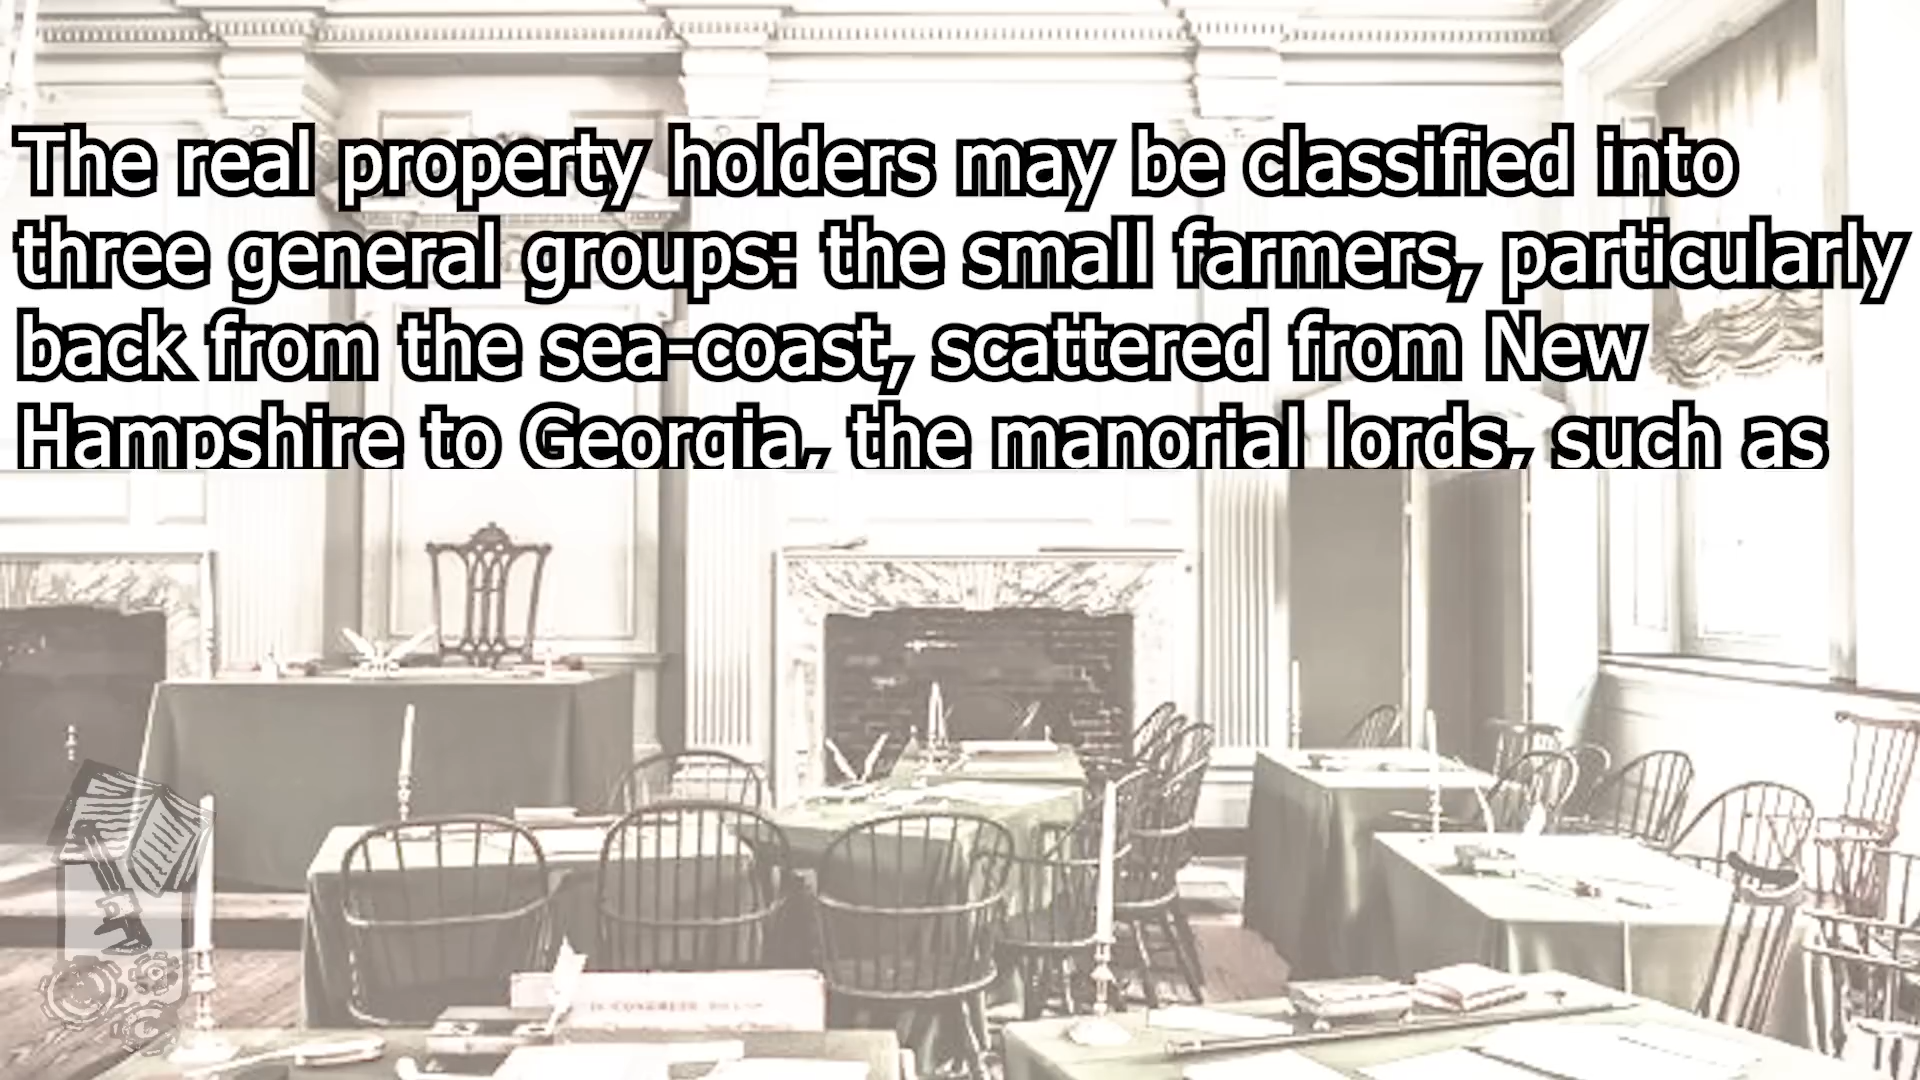 The real property holders may be classified into
three general groups: the small farmers, particularly
back from the sea-coast, scattered from New
Hampshire to Georgia, the manorial lords, such as